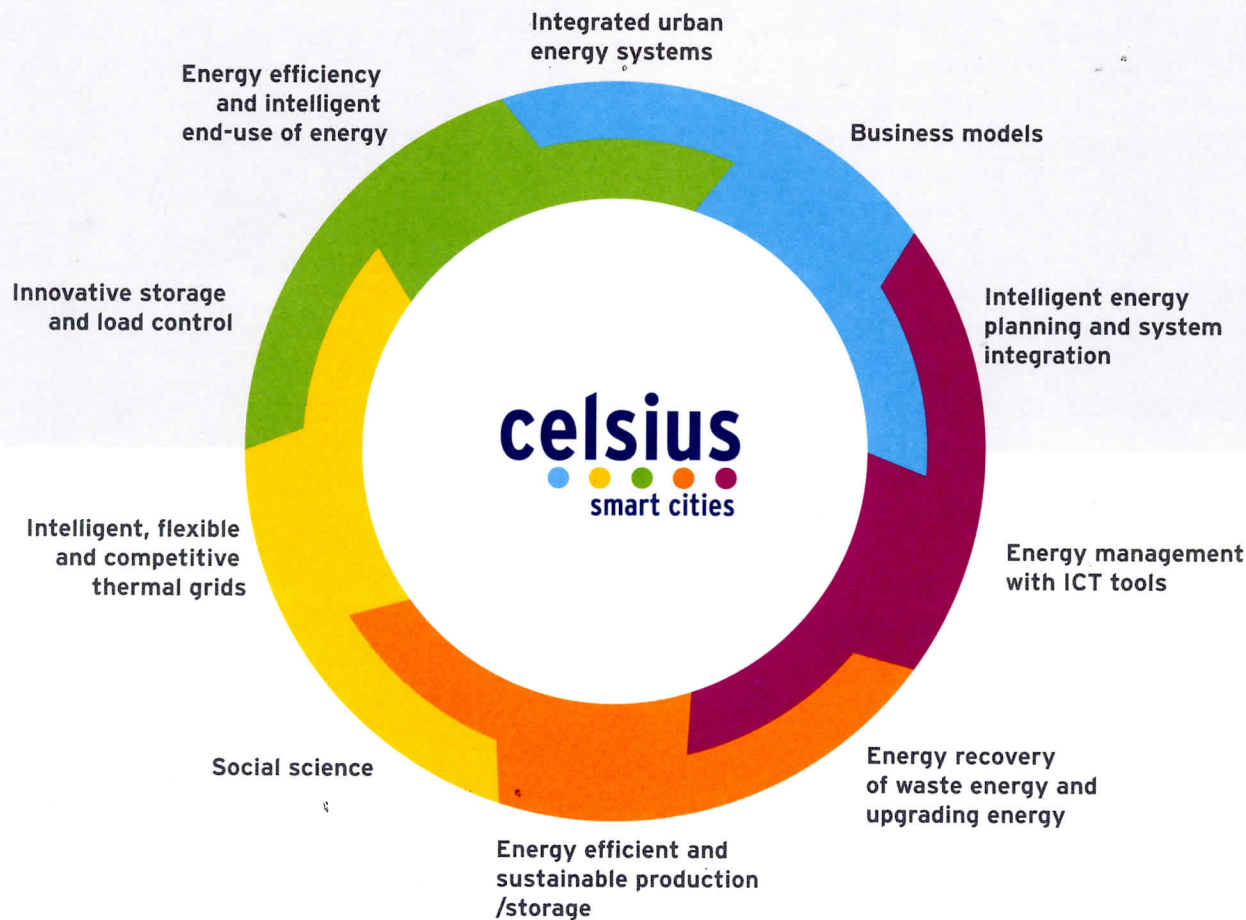 Integrated urban
energy systems
Business models
Intelligent energy
planning and system
integration
Energy management
with ICT tools
Energy recovery
of waste energy and
upgrading energy
Energy efficient and
sustainable production
/storage
Social science
Intelligent, flexible
and competitive
thermal grids
Innovative storage
and load control
Energy efficiency
and intelligent
end-use of energy
celsius
smart cities